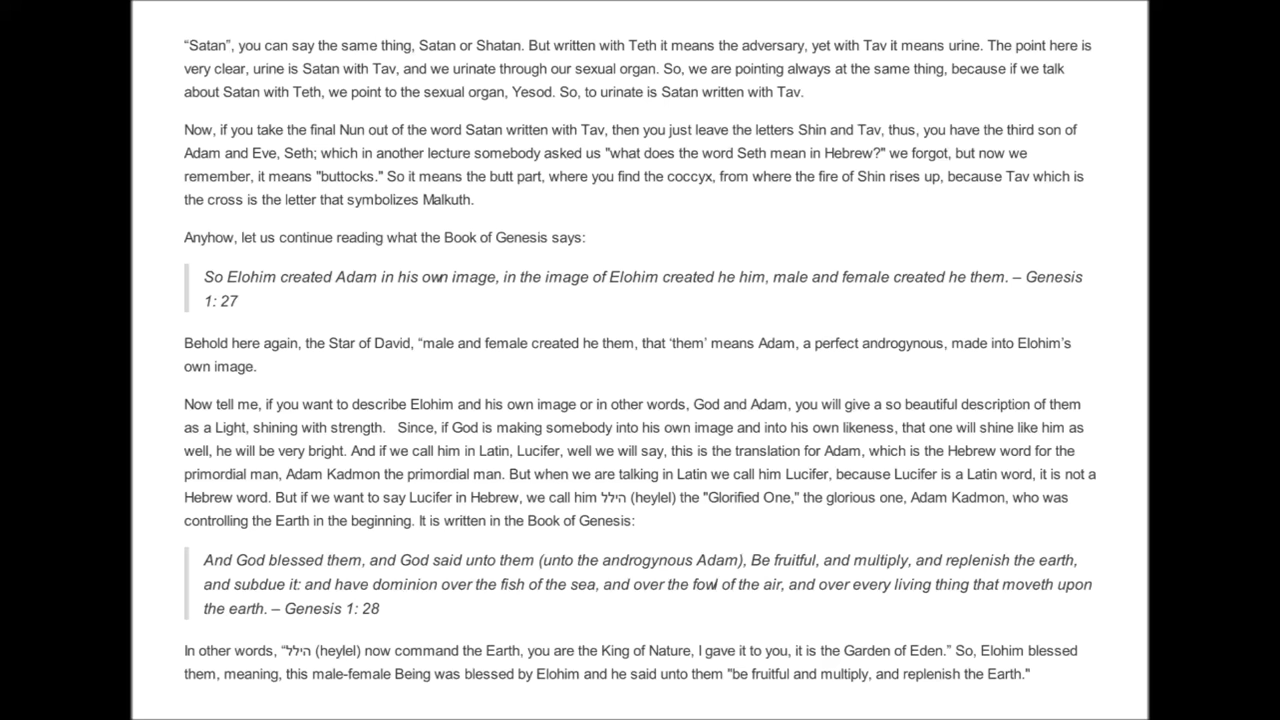 “Satan”, you can say the same thing, Satan or Shatan. But written with Teth it means the adversary, yet with Tav it means urine. The point here is
very clear, urine is Satan with Tav, and we urinate through our sexual organ. So, we are pointing always at the same thing, because if we talk
about Satan with Teth, we point to the sexual organ, Yesod. So, to urinate is Satan written with Tav.
Now, if you take the final Nun out of the word Satan written with Tav, then you just leave the letters Shin and Tav, thus, you have the third son of
Adam and Eve, Seth; which in another lecture somebody asked us "what does the word Seth mean in Hebrew?" we forgot, but now we
remember, it means "buttocks." So it means the butt part, where you find the coccyx, from where the fire of Shin rises up, because Tav which is
the cross is the letter that symbolizes Malkuth.
Anyhow, let us continue reading what the Book of Genesis says:
So Elohim created Adam in his own image, in the image of Elohim created he him, male and female created he them. – Genesis
1: 27
Behold here again, the Star of David, “male and female created he them, that ‘them’ means Adam, a perfect androgynous, made into Elohim’s
own image.
Now tell me, if you want to describe Elohim and his own image or in other words, God and Adam, you will give a so beautiful description of them
as a Light, shining with strength. Since, if God is making somebody into his own image and into his own likeness, that one will shine like him as
well, he will be very bright. And if we call him in Latin, Lucifer, well we will say, this is the translation for Adam, which is the Hebrew word for the
primordial man, Adam Kadmon the primordial man. But when we are talking in Latin we call him Lucifer, because Lucifer is a Latin word, it is not a
Hebrew word. But if we want to say Lucifer in Hebrew, we call him הילל (heylel) the "Glorified One," the glorious one, Adam Kadmon, who was
controlling the Earth in the beginning. It is written in the Book of Genesis:
And God blessed them, and God said unto them (unto the androgynous Adam), Be fruitful, and multiply, and replenish the earth,
and subdue it: and have dominion over the fish of the sea, and over the fowl of the air, and over every living thing that moveth upon
the earth. – Genesis 1: 28
In other words, “הילל (heylel) now command the Earth, you are the King of Nature, I gave it to you, it is the Garden of Eden.” So, Elohim blessed
them, meaning, this male-female Being was blessed by Elohim and he said unto them "be fruitful and multiply, and replenish the Earth."